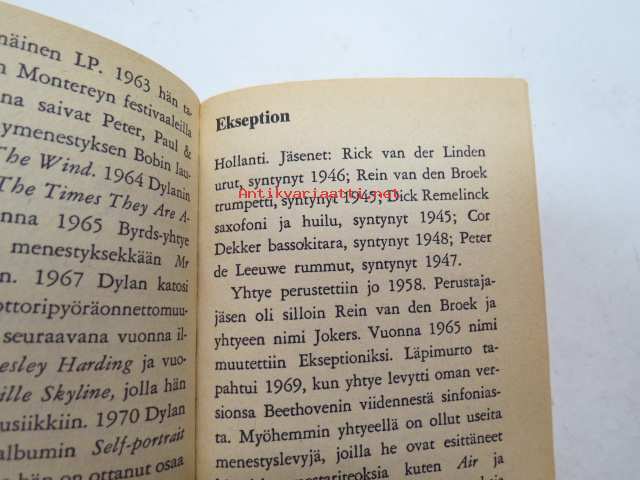 näinen LP. 1963 hän ta-
Montereyn festivaaleilla
na saivat Peter, Paul &
ymenestyksen Bobin lau-
The Wind. 1964 Dylanin
The Times They Are A-
onna 1965 Byrds-yhtye
menestyksekkään Mr
n. 1967 Dylan katosi
ottoripyöräonnettomuu-
seuraavana vuonna il-
esley Harding ja vuo-
ille Skyline, jolla hän
usiikkiin. 1970 Dylan
albumin Self-portrait
hän on ottanut osaa
Ekseption
Hollanti. Jäsenet: Rick van der Linden
urut, syntynyt 1946; Rein van den Broek
trumpetti, syntynyt 1945; Dick Remelinck
saxofoni ja huilu, syntynyt 1945; Cor
Dekker bassokitara, syntynyt 1948; Peter
de Leeuwe rummut, syntynyt 1947.
Yhtye perustettiin jo 1958. Perustaja-
jäsen oli silloin Rein van den Broek ja
yhtyeen nimi Jokers. Vuonna 1965 nimi
muutettiin Ekseptioniksi. Läpimurto ta-
pahtui 1969, kun yhtye levytti oman ver-
sionsa Beethovenin viidennestä sinfonias-
ta. Myöhemmin yhtyeellä on ollut useita
menestyslevyjä, joilla he ovat esittäneet
kuten Air ja
Antikvariaatti.net